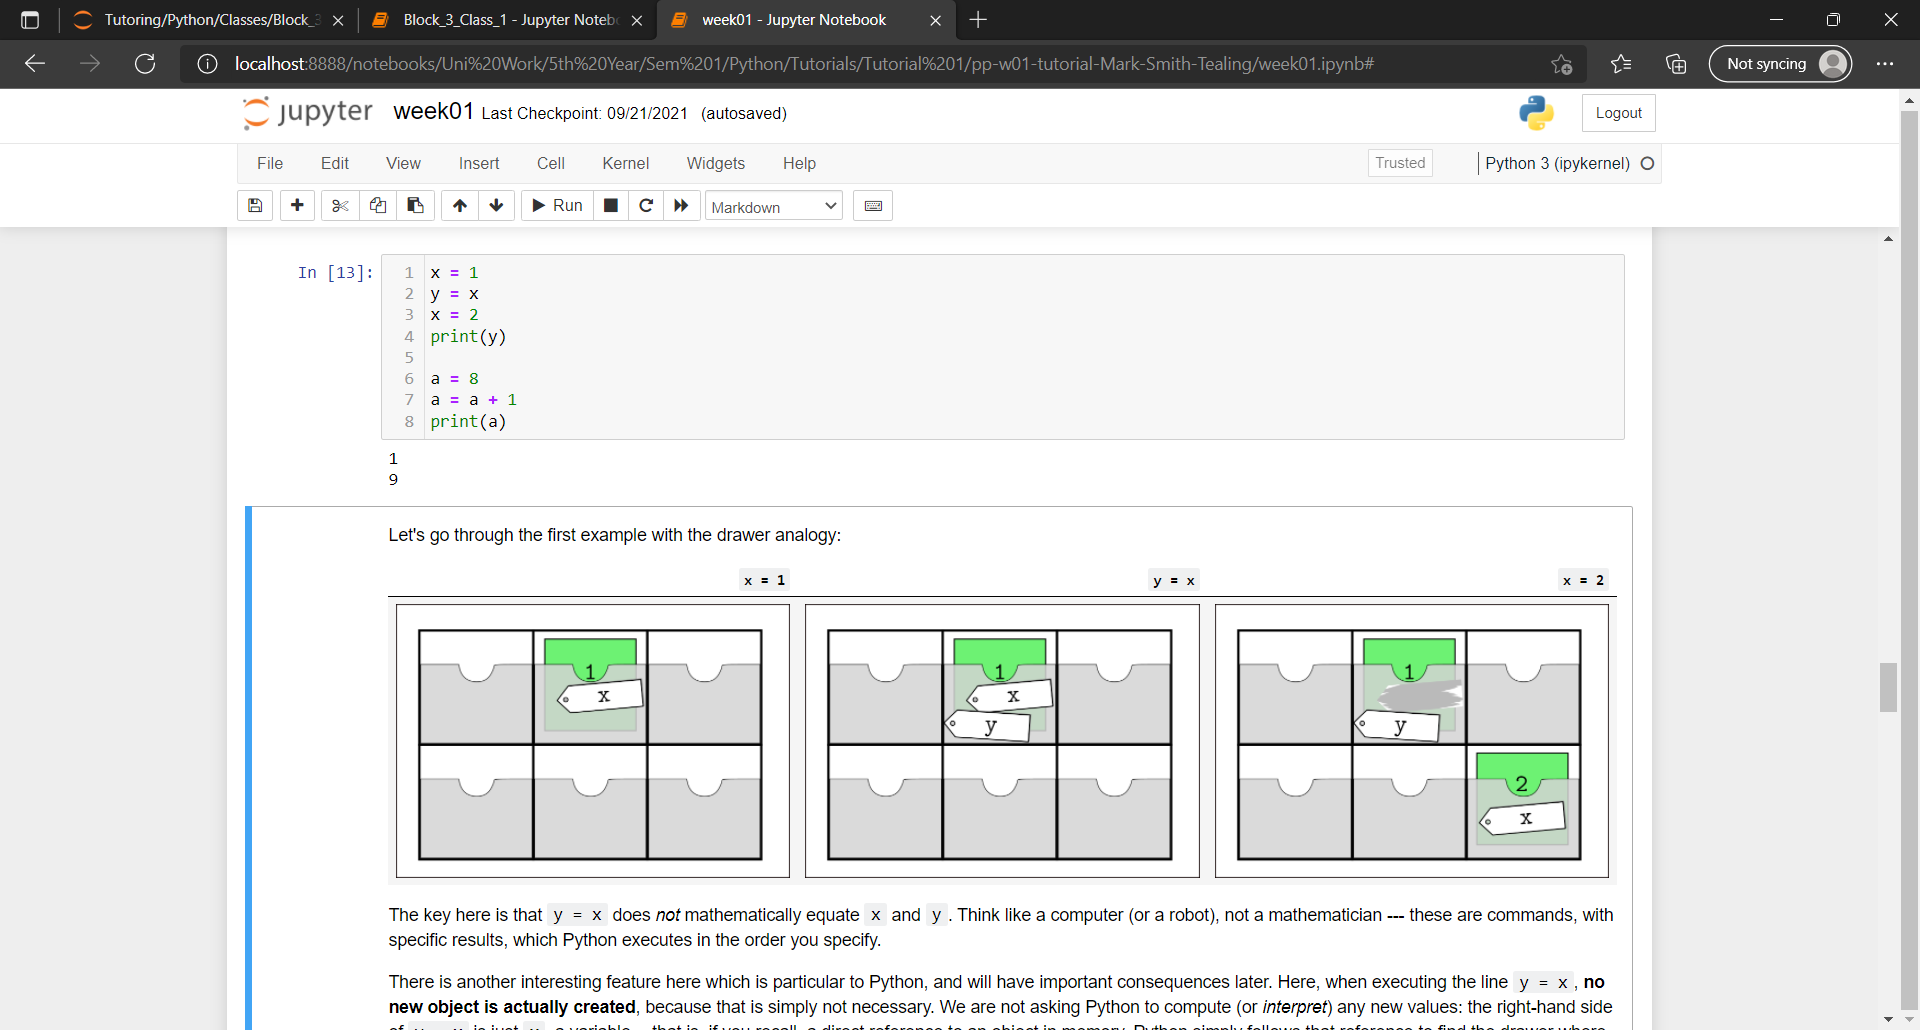 Tutoring/Python/Classes/Block_3
Block_3_Class_1 - Jupyter Noteb
week01 - Jupyter Notebook
localhost:8888/notebooks/Uni%20Work/5th%20Year/Sem%201/Python/Tutorials/Tutorial%201/pp-w01-tutorial-Mark-Smith-Tealing/week01.ipynb#
Not syncing
jupyter week01 Last Checkpoint: 09/21/2021 (autosaved)
Logout
File Edit View Insert Cell Kernel Widgets Help
Trusted
Python 3 (ipykernel)
Run
Markdown
In [13]:
1 x = 1
2 y = x
3 x = 2
4 print(y)
5
6 a = 8
7 a = a + 1
8 print(a)
1
9
Let's go through the first example with the drawer analogy:
x = 1
y = x
x = 2
1
x
1
x
y
1
y
2
x
The key here is that y = x does not mathematically equate x and y . Think like a computer (or a robot), not a mathematician --- these are commands, with
specific results, which Python executes in the order you specify.
There is another interesting feature here which is particular to Python, and will have important consequences later. Here, when executing the line y = x , no
new object is actually created, because that is simply not necessary. We are not asking Python to compute (or interpret) any new values: the right-hand side